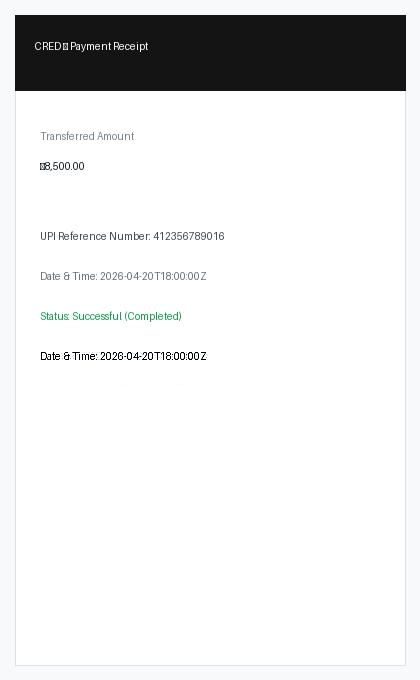 CRED Payment Receipt
Transferred Amount
8,500.00
UPI Reference Number: 412356789016
Date & Time: 2026-04-20T18:00:00Z
Status: Successful (Completed)
Date & Time: 2026-04-20T18:00:00Z